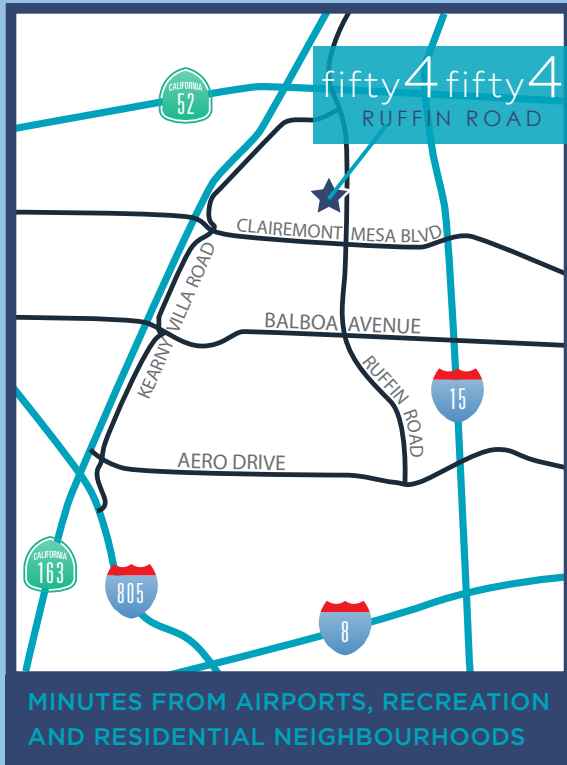 CALIFORNIA
52
fifty4fifty4
RUFFIN ROAD
CLAIREMONT MESA BLVD
KEARNY VILLA ROAD
BALBOA AVENUE
RUFFIN ROAD
15
AERO DRIVE
CALIFORNIA
163
805
8
MINUTES FROM AIRPORTS, RECREATION
AND RESIDENTIAL NEIGHBOURHOODS